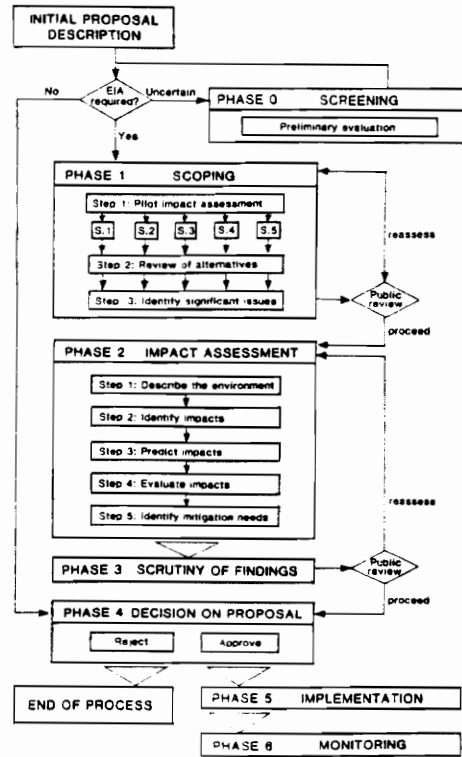 INITIAL PROPOSAL
DESCRIPTION
No
EIA
required?
Uncertain
Yes
PHASE 0 SCREENING
Preliminary evaluation
PHASE 1 SCOPING
Step 1: Pilot impact assessment
S.1 S.2 S.3 S.4 S.5
Step 2: Review of alternatives
Step 3: Identify significant issues
reassess
Public
review
proceed
PHASE 2 IMPACT ASSESSMENT
Step 1: Describe the environment
Step 2: Identify impacts
Step 3: Predict impacts
Step 4: Evaluate impacts
Step 5: Identify mitigation needs
reassess
PHASE 3 SCRUTINY OF FINDINGS
Public
review
proceed
PHASE 4 DECISION ON PROPOSAL
Reject Approve
END OF PROCESS
PHASE 5 IMPLEMENTATION
PHASE 6 MONITORING